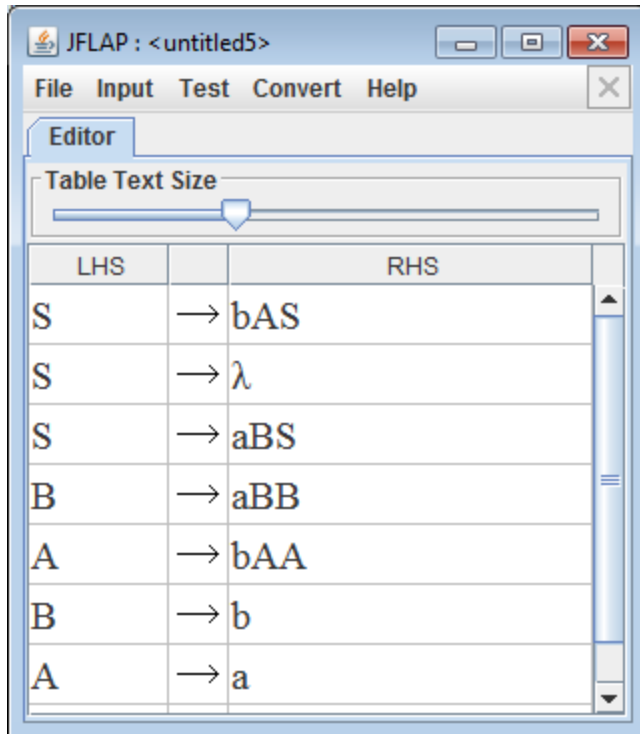 JFLAP : <untitled5>
File Input Test Convert Help
Editor
Table Text Size
LHS RHS
S → bAS
S → λ
S → aBS
B → aBB
A → bAA
B → b
A → a